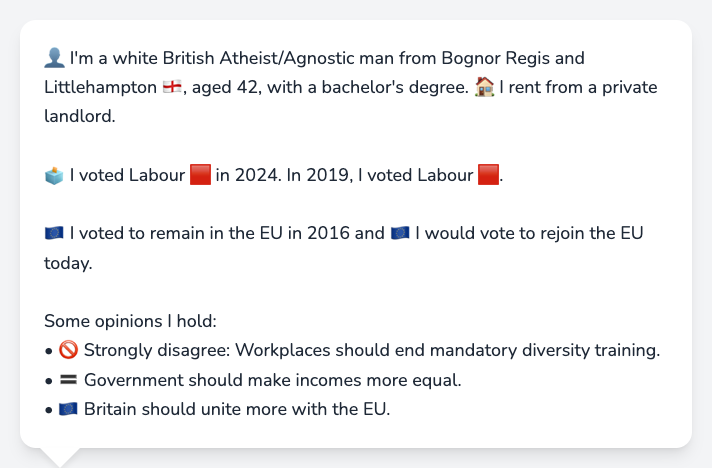 👤 I'm a white British Atheist/Agnostic man from Bognor Regis and
Littlehampton 🏴󠁧󠁢󠁥󠁮󠁧󠁿, aged 42, with a bachelor's degree. 🏠 I rent from a private
landlord.
🗳️ I voted Labour 🟥 in 2024. In 2019, I voted Labour 🟥.
🇪🇺 I voted to remain in the EU in 2016 and 🇪🇺 I would vote to rejoin the EU
today.
Some opinions I hold:
• 🚫 Strongly disagree: Workplaces should end mandatory diversity training.
• 🟰 Government should make incomes more equal.
• 🇪🇺 Britain should unite more with the EU.